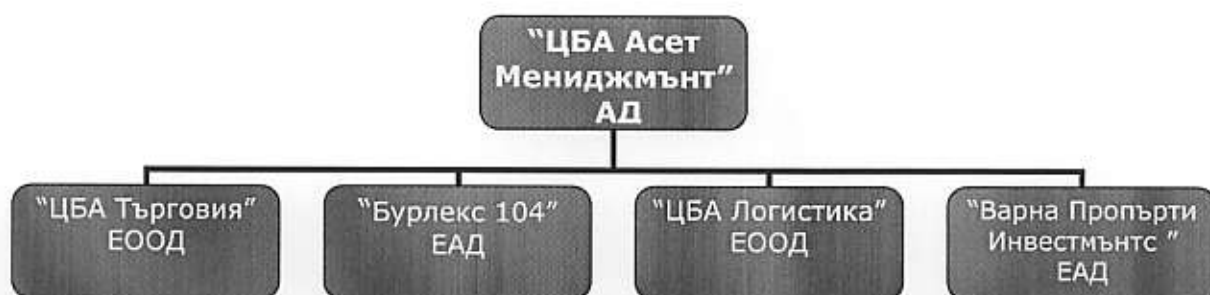 “ЦБА Асет
Мениджмънт”
АД
“ЦБА Търговия”
ЕООД
“Бурлекс 104”
ЕАД
“ЦБА Логистика”
ЕООД
“Варна Пропърти
Инвестмънтс ”
ЕАД